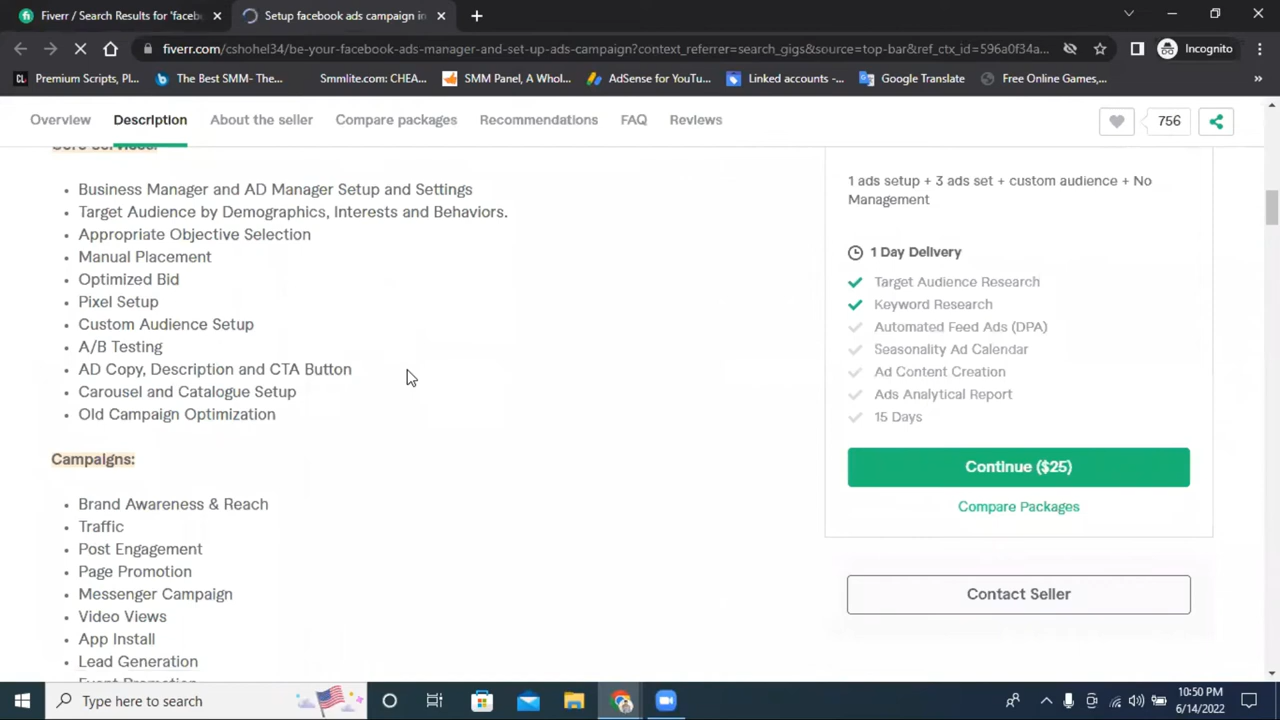 Fiverr / Search Results for 'faceb
Setup facebook ads campaign in
fiverr.com/cshohel34/be-your-facebook-ads-manager-and-set-up-ads-campaign?context_referrer=search_gigs&source=top-bar&ref_ctx_id=596a0f34a...
Incognito
Premium Scripts, Pl...
The Best SMM- The...
Smmlite.com: CHEA...
SMM Panel, A Whol...
AdSense for YouTu...
Linked accounts -...
Google Translate
Free Online Games,...
Overview
Description
About the seller
Compare packages
Recommendations
FAQ
Reviews
756
Core Services:
• Business Manager and AD Manager Setup and Settings
• Target Audience by Demographics, Interests and Behaviors.
• Appropriate Objective Selection
• Manual Placement
• Optimized Bid
• Pixel Setup
• Custom Audience Setup
• A/B Testing
• AD Copy, Description and CTA Button
• Carousel and Catalogue Setup
• Old Campaign Optimization
Campaigns:
• Brand Awareness & Reach
• Traffic
• Post Engagement
• Page Promotion
• Messenger Campaign
• Video Views
• App Install
• Lead Generation
1 ads setup + 3 ads set + custom audience + No
Management
1 Day Delivery
Target Audience Research
Keyword Research
Automated Feed Ads (DPA)
Seasonality Ad Calendar
Ad Content Creation
Ads Analytical Report
15 Days
Continue ($25)
Compare Packages
Contact Seller
Type here to search
10:50 PM
6/14/2022